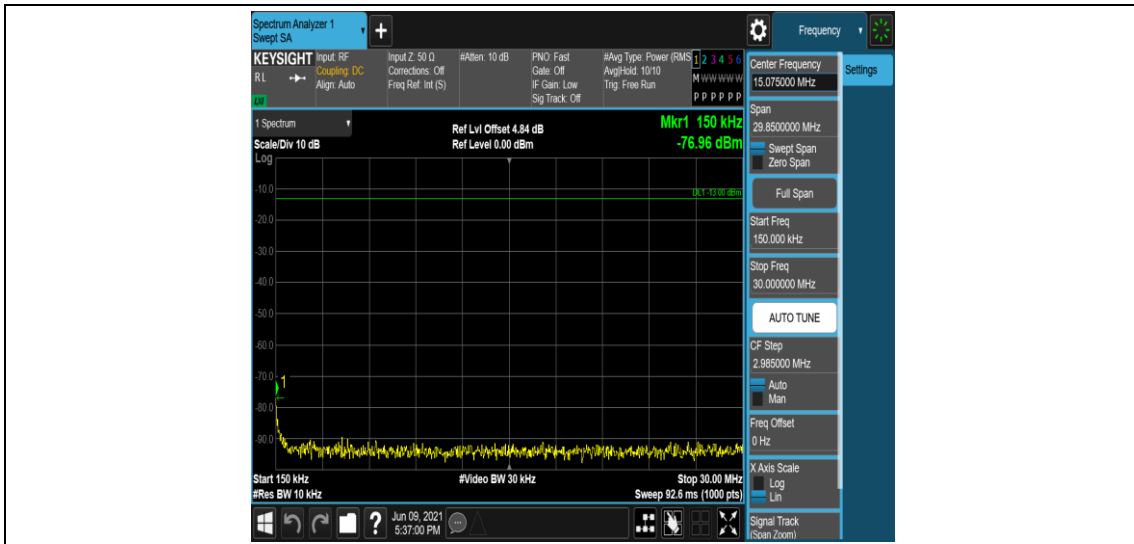 Spectrum Analyzer 1
Swept SA
+
Frequency
KEYSIGHT
RL
LXI
Input: RF
Coupling: DC
Align: Auto
Input Z: 50 Ω
Corrections: Off
Freq Ref: Int (S)
#Atten: 10 dB
PNO: Fast
Gate: Off
IF Gain: Low
Sig Track: Off
#Avg Type: Power (RMS
Avg|Hold: 10/10
Trig: Free Run
1 2 3 4 5 6
M W W W W W
P P P P P P
1 Spectrum
Scale/Div 10 dB
Ref Lvl Offset 4.84 dB
Ref Level 0.00 dBm
Mkr1 150 kHz
-76.96 dBm
Log
DL1 -13.00 dBm
-10.0
-20.0
-30.0
-40.0
-50.0
-60.0
-70.0
1
-80.0
-90.0
Start 150 kHz
#Res BW 10 kHz
#Video BW 30 kHz
Stop 30.00 MHz
Sweep 92.6 ms (1000 pts)
?
Jun 09, 2021
5:37:00 PM
Center Frequency
15.075000 MHz
Settings
Span
29.8500000 MHz
Swept Span
Zero Span
Full Span
Start Freq
150.000 kHz
Stop Freq
30.000000 MHz
AUTO TUNE
CF Step
2.985000 MHz
Auto
Man
Freq Offset
0 Hz
X Axis Scale
Log
Lin
Signal Track
(Span Zoom)